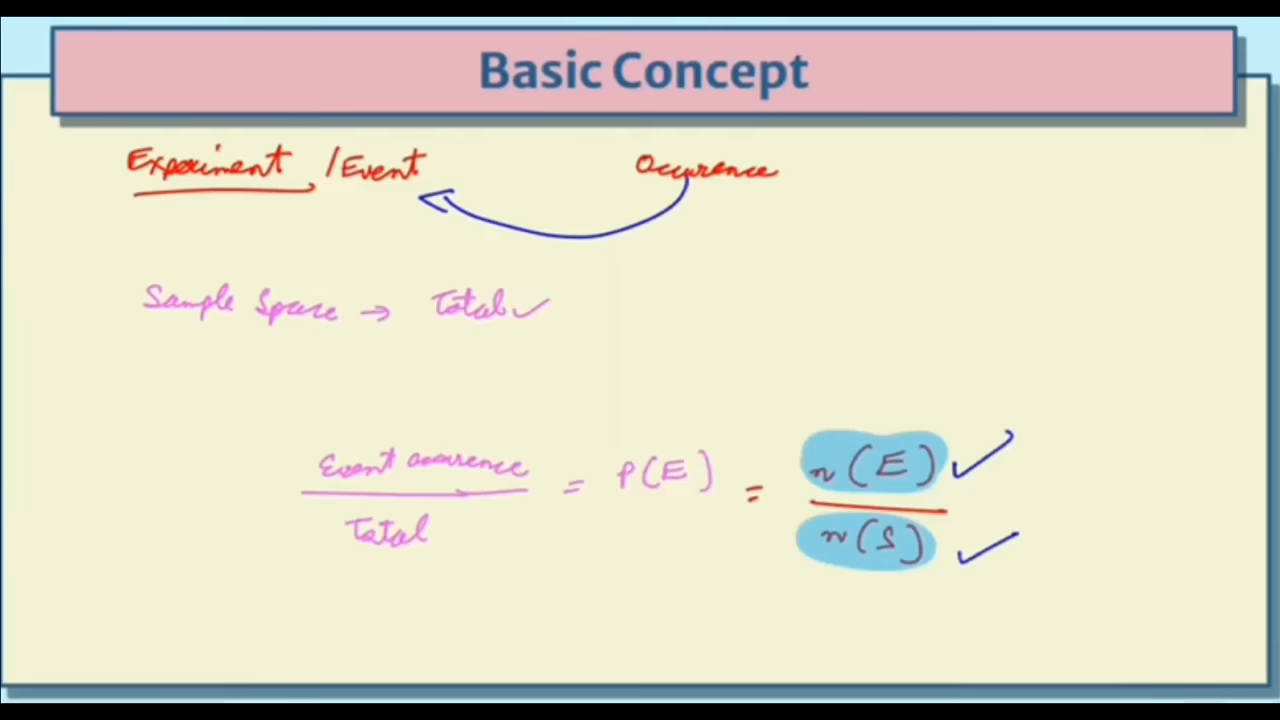 Basic Concept
Experiment / Event Occurence
Sample Space → Total ✓
Event occurence / Total = P(E) = n(E) ✓ / n(S) ✓